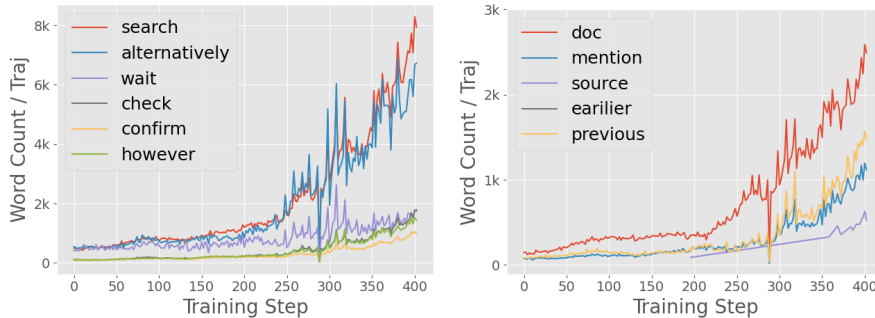 8k
6k
4k
2k
0
Word Count / Traj
search
alternatively
wait
check
confirm
however
0 50 100 150 200 250 300 350 400
Training Step
3k
2k
1k
0
Word Count / Traj
doc
mention
source
earilier
previous
0 50 100 150 200 250 300 350 400
Training Step